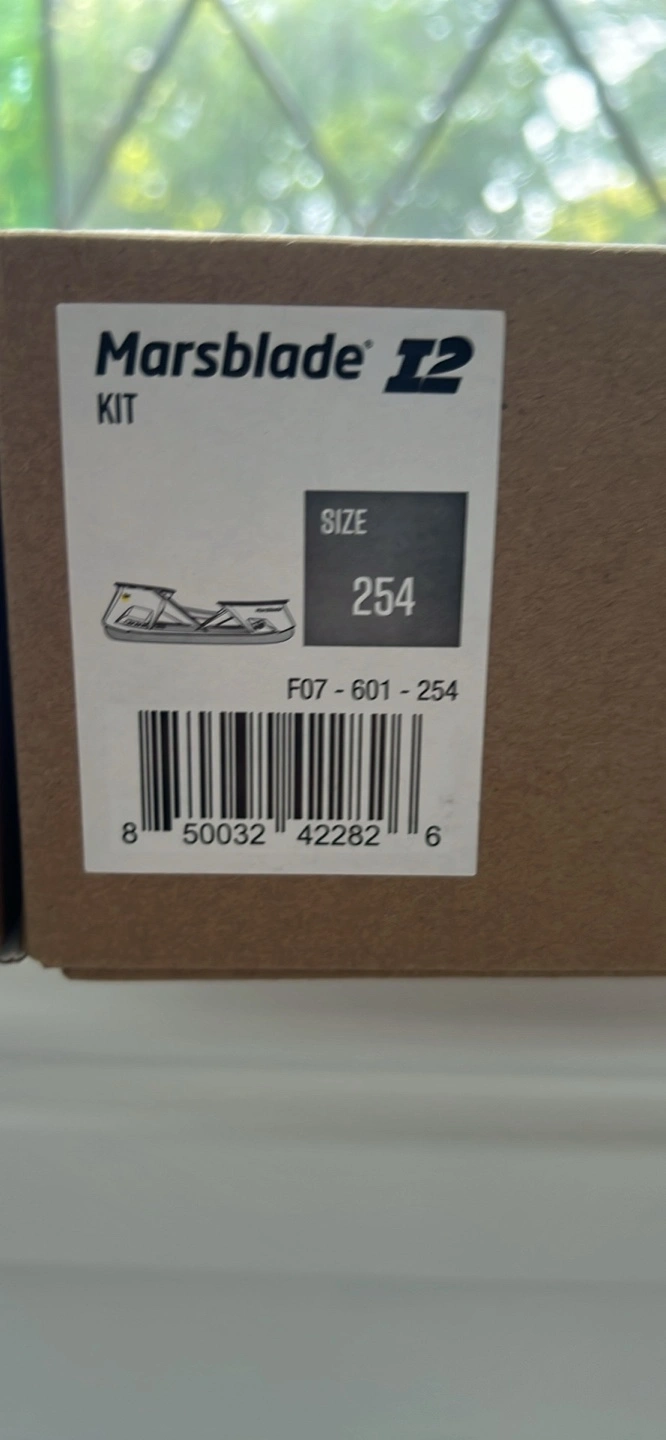 Marsblade® I2
KIT
SIZE
254
F07 - 601 - 254
8 50032 42282 6